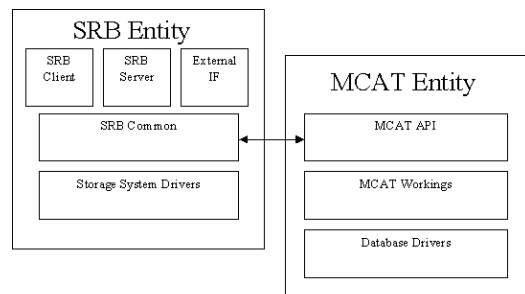 SRB Entity
SRB
Client
SRB
Server
External
IF
SRB Common
Storage System Drivers
MCAT Entity
MCAT API
MCAT Workings
Database Drivers